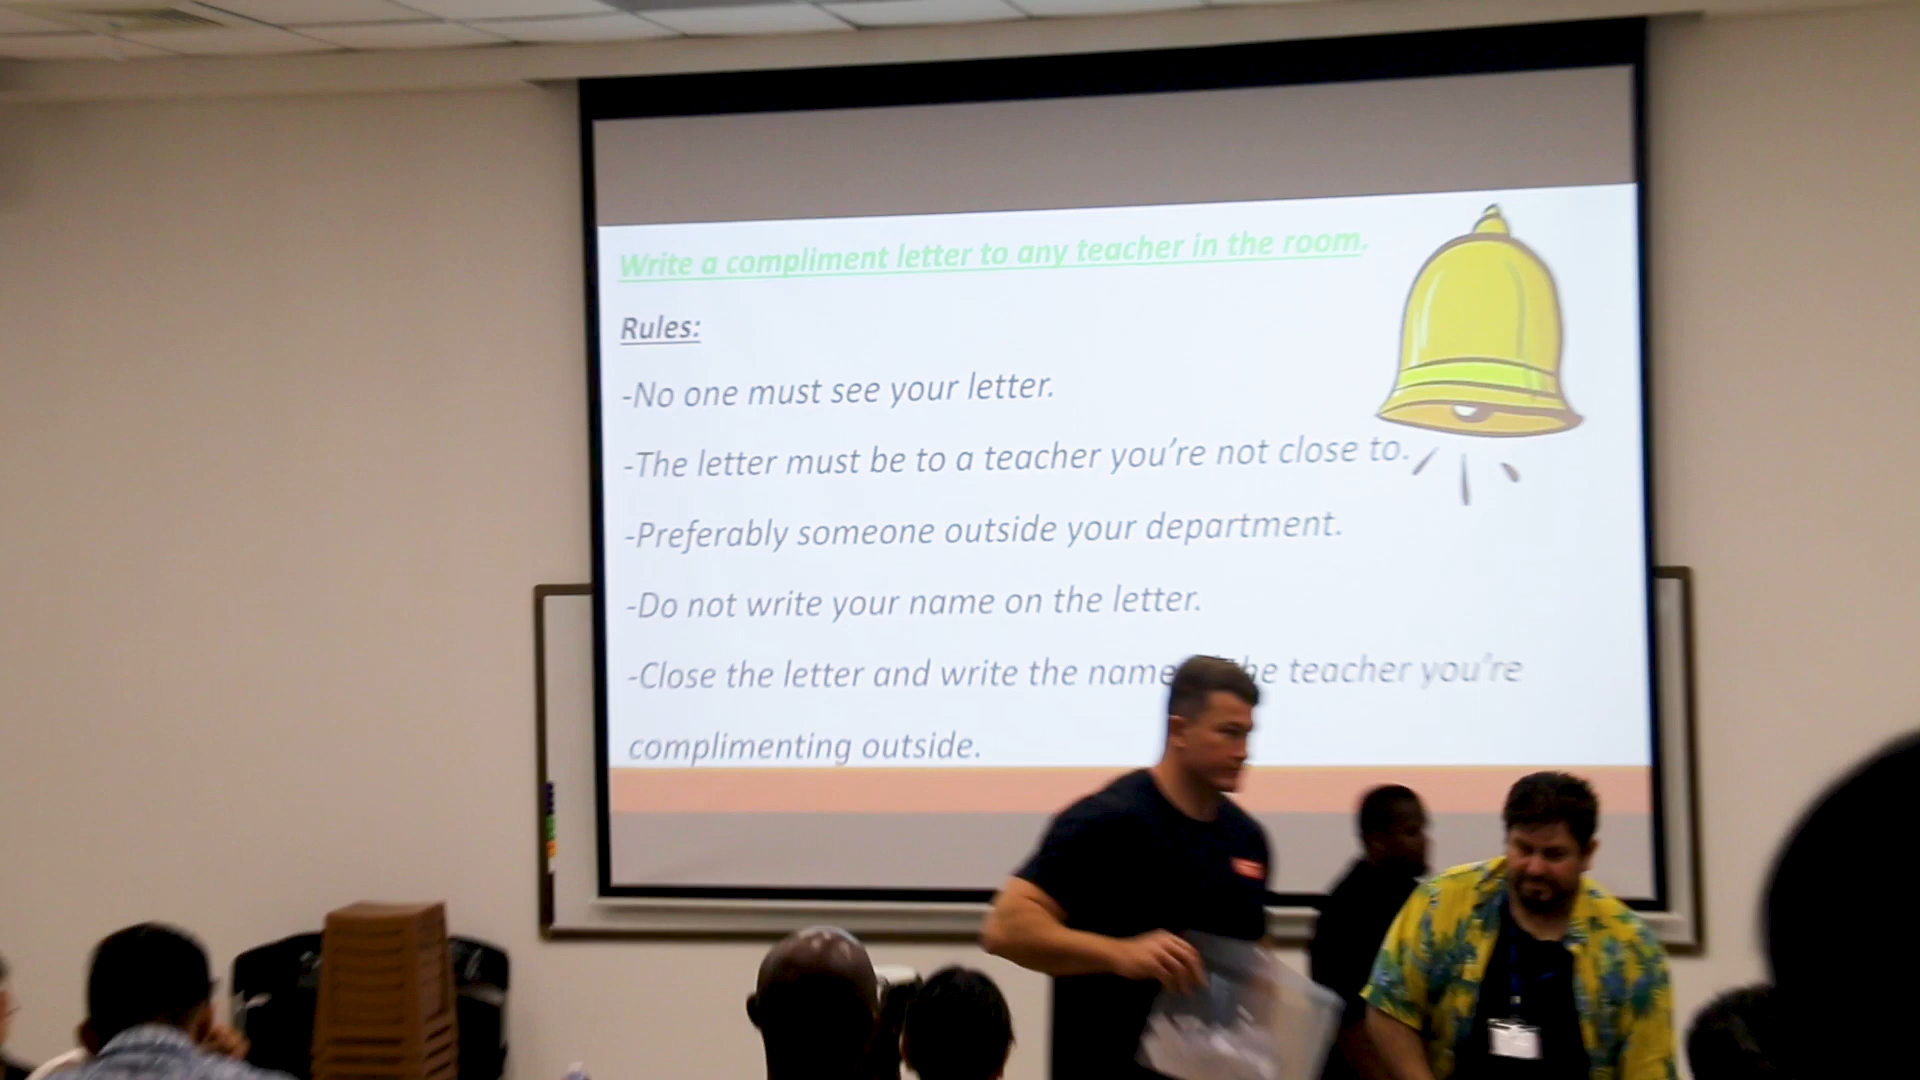 Write a compliment letter to any teacher in the room.
Rules:
-No one must see your letter.
-The letter must be to a teacher you're not close to.
-Preferably someone outside your department.
-Do not write your name on the letter.
-Close the letter and write the name the teacher you're
complimenting outside.